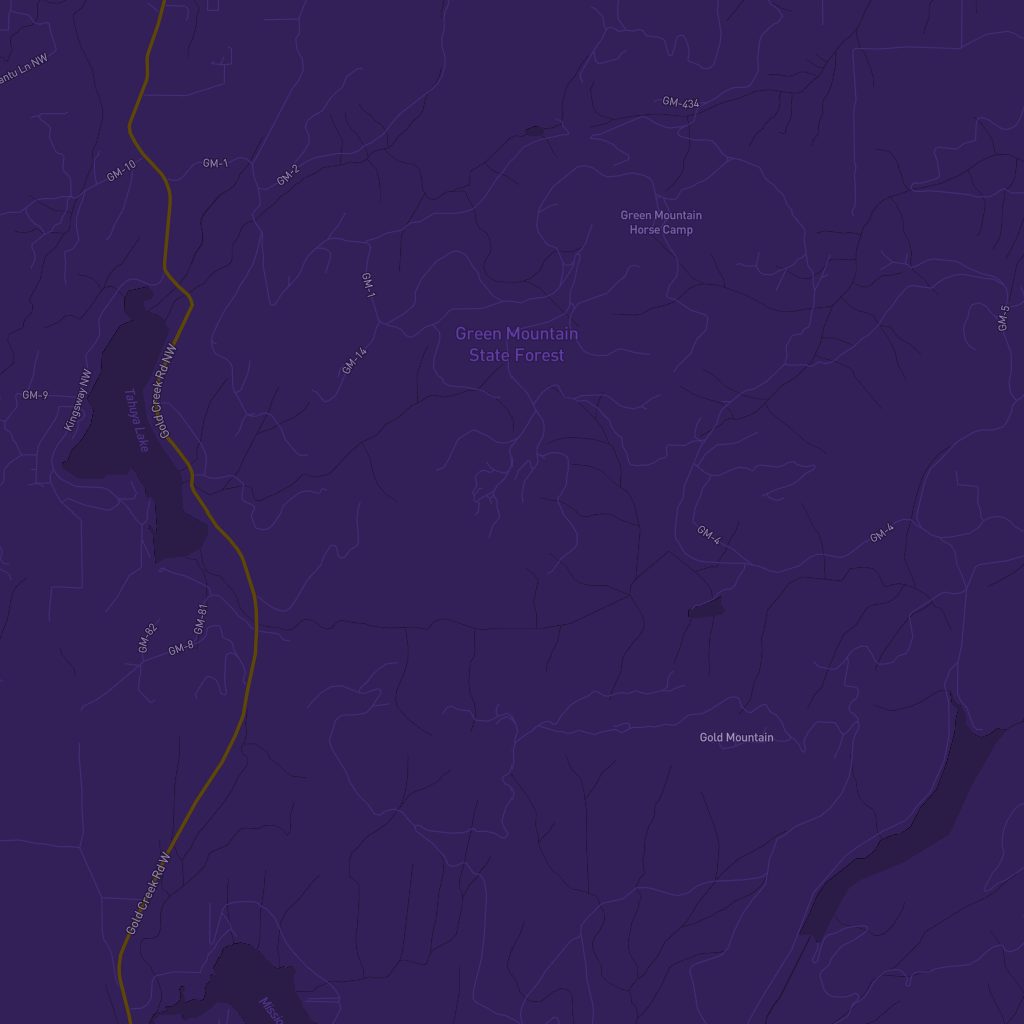 GM-434
GM-10
GM-1
GM-2
Green Mountain
Horse Camp
GM-1
GM-5
Green Mountain
State Forest
GM-14
Gold Creek Rd NW
Kingsway NW
GM-9
Tahuya Lake
GM-4
GM-4
GM-81
GM-82
GM-8
Gold Mountain
Gold Creek Rd W